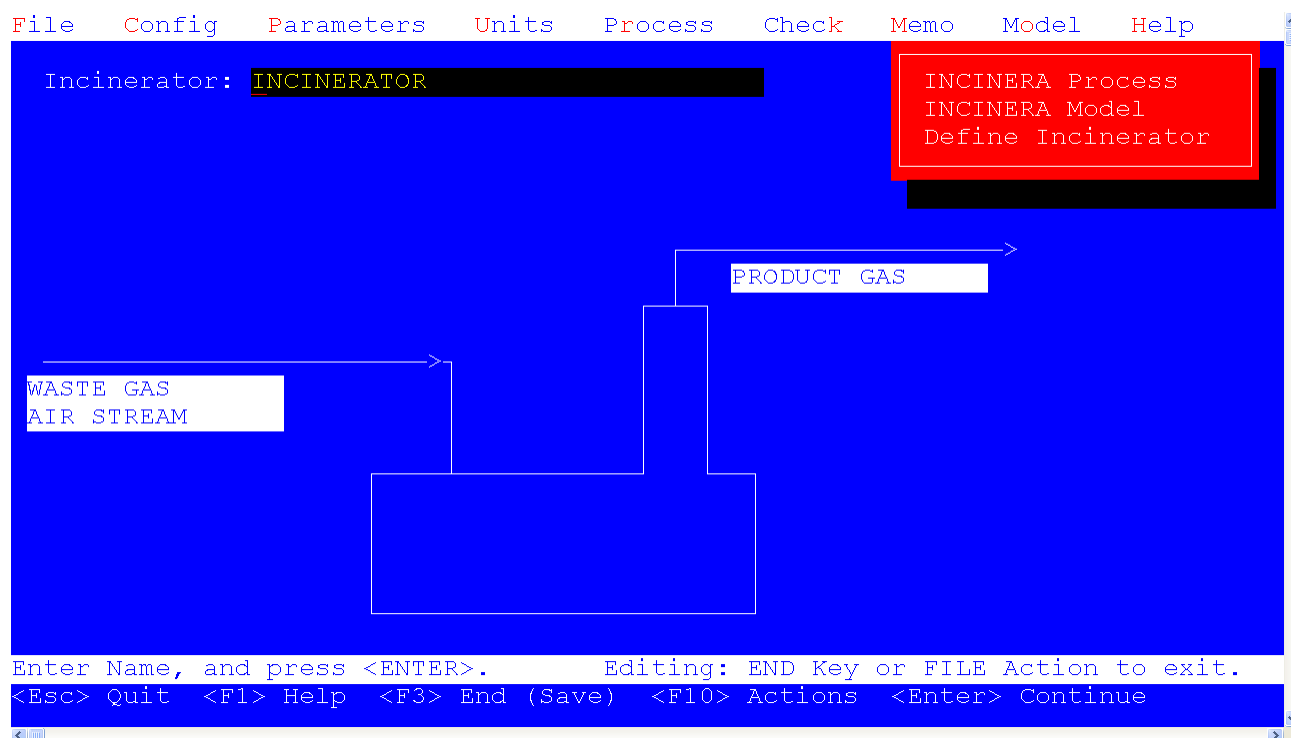 File Config Parameters Units Process Check Memo Model Help
Incinerator: INCINERATOR
INCINERA Process
INCINERA Model
Define Incinerator
PRODUCT GAS
WASTE GAS
AIR STREAM
Enter Name, and press <ENTER>. Editing: END Key or FILE Action to exit.
<Esc> Quit <F1> Help <F3> End (Save) <F10> Actions <Enter> Continue